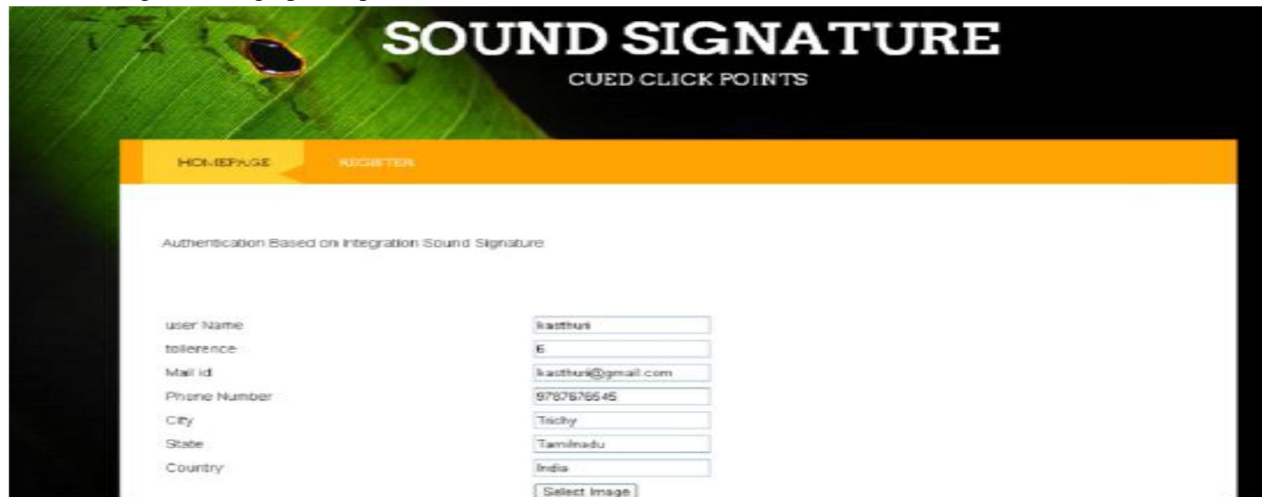 SOUND SIGNATURE
CUED CLICK POINTS
HOMEPAGE REGISTER
Authentication Based on Integration Sound Signature
user Name kasthuri
tollerence 6
Mail id kasthuri@gmail.com
Phone Number 9787676545
City Trichy
State Tamilnadu
Country India
Select Image